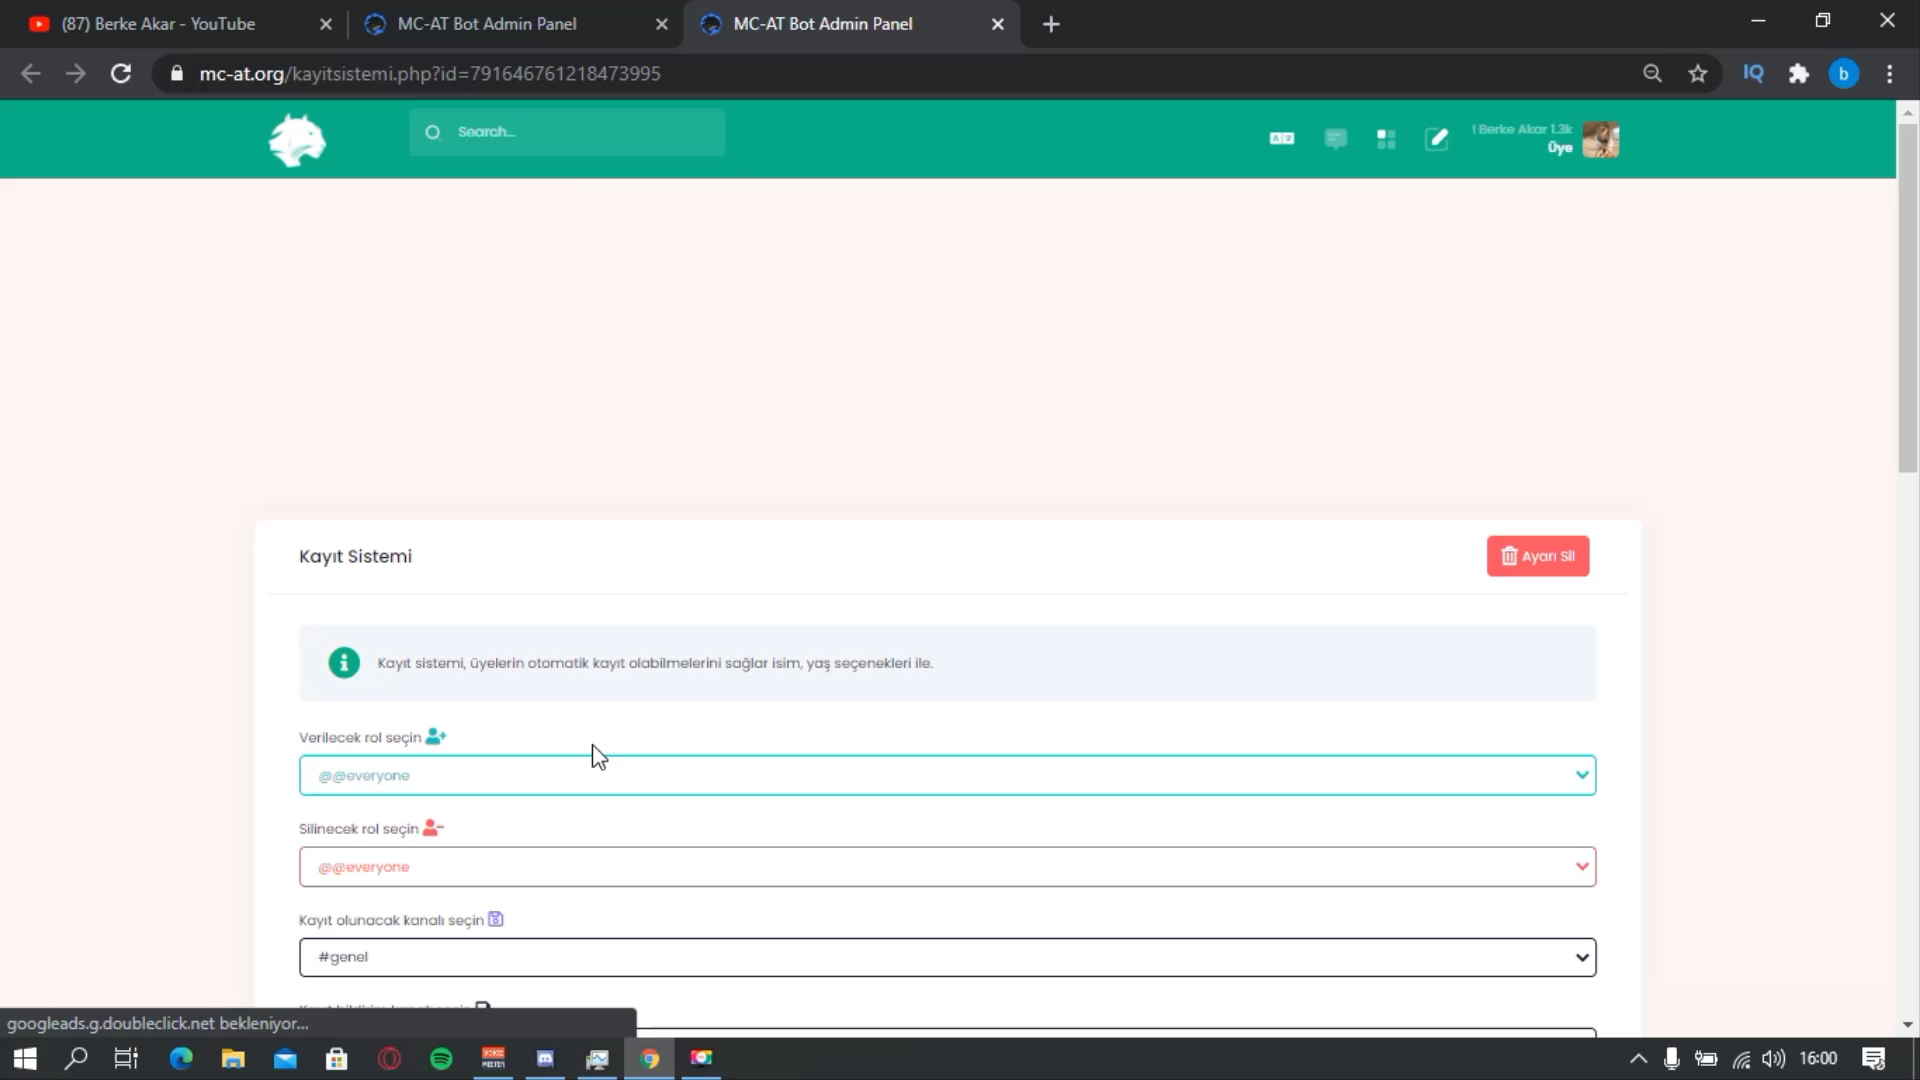 (87) Berke Akar - YouTube
MC-AT Bot Admin Panel
MC-AT Bot Admin Panel
mc-at.org/kayitsistemi.php?id=791646761218473995
IQ
b
Search...
! Berke Akar 1.3k
Üye
Kayıt Sistemi
Ayarı Sil
Kayıt sistemi, üyelerin otomatik kayıt olabilmelerini sağlar isim, yaş seçenekleri ile.
Verilecek rol seçin
@@everyone
Silinecek rol seçin
@@everyone
Kayıt olunacak kanalı seçin
#genel
googleads.g.doubleclick.net bekleniyor...
16:00